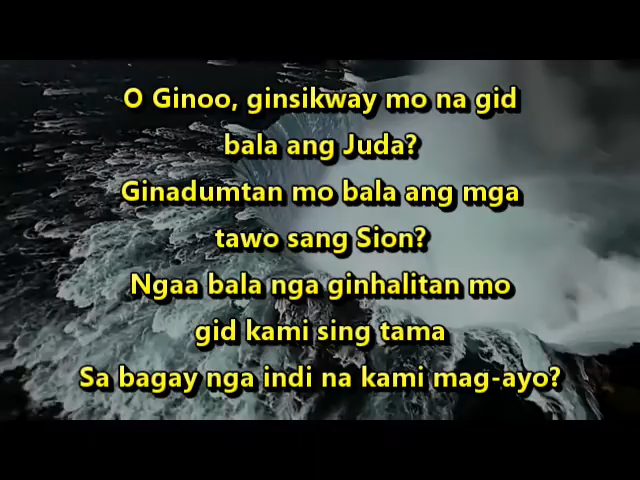 O Ginoo, ginsikway mo na gid
bala ang Juda?
Ginadumtan mo bala ang mga
tawo sang Sion?
Ngaa bala nga ginhalitan mo
gid kami sing tama
Sa bagay nga indi na kami mag-ayo?